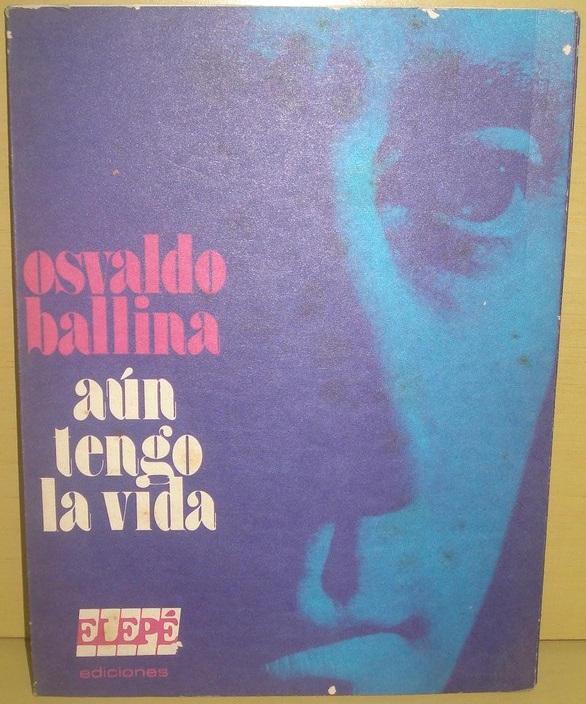 osvaldo
ballina
aún
tengo
la vida
ELEPÉ
ediciones